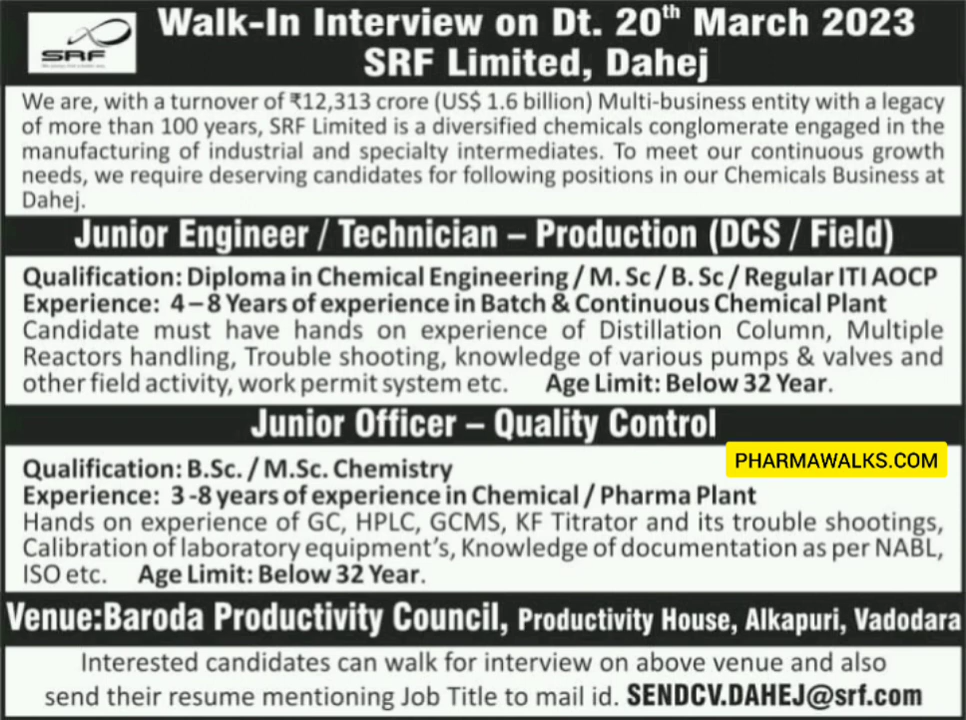 SRF
Walk-In Interview on Dt. 20th March 2023
SRF Limited, Dahej
We are, with a turnover of ₹12,313 crore (US$ 1.6 billion) Multi-business entity with a legacy
of more than 100 years, SRF Limited is a diversified chemicals conglomerate engaged in the
manufacturing of industrial and specialty intermediates. To meet our continuous growth
needs, we require deserving candidates for following positions in our Chemicals Business at
Dahej.
Junior Engineer / Technician – Production (DCS / Field)
Qualification: Diploma in Chemical Engineering / M. Sc / B. Sc / Regular ITI AOCP
Experience: 4 – 8 Years of experience in Batch & Continuous Chemical Plant
Candidate must have hands on experience of Distillation Column, Multiple
Reactors handling, Trouble shooting, knowledge of various pumps & valves and
other field activity, work permit system etc. Age Limit: Below 32 Year.
Junior Officer – Quality Control
PHARMAWALKS.COM
Qualification: B.Sc. / M.Sc. Chemistry
Experience: 3 -8 years of experience in Chemical / Pharma Plant
Hands on experience of GC, HPLC, GCMS, KF Titrator and its trouble shootings,
Calibration of laboratory equipment's, Knowledge of documentation as per NABL,
ISO etc. Age Limit: Below 32 Year.
Venue:Baroda Productivity Council, Productivity House, Alkapuri, Vadodara
Interested candidates can walk for interview on above venue and also
send their resume mentioning Job Title to mail id. SENDCV.DAHEJ@srf.com